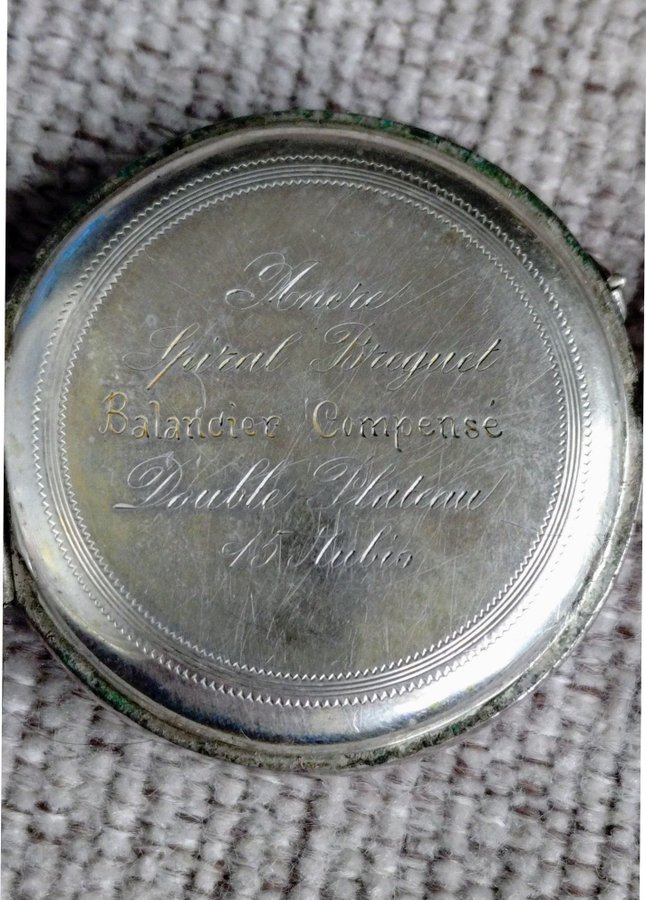 Ancre
Spiral Breguet
Balancier Compensé
Double Plateau
15 Rubis